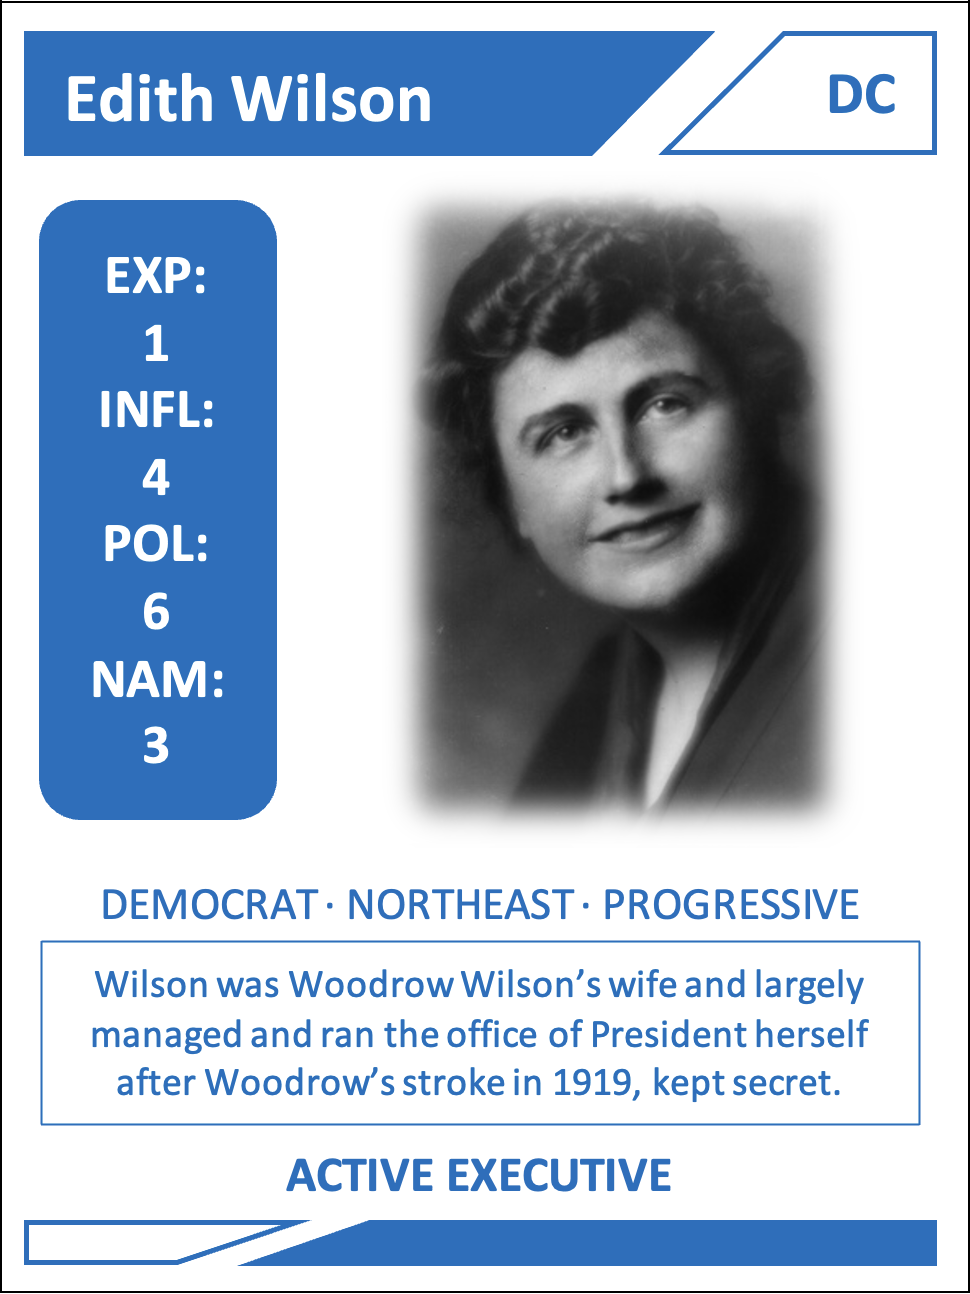 Edith Wilson
DC
EXP:
1
INFL:
4
POL:
6
NAM:
3
DEMOCRAT · NORTHEAST · PROGRESSIVE
Wilson was Woodrow Wilson’s wife and largely
managed and ran the office of President herself
after Woodrow’s stroke in 1919, kept secret.
ACTIVE EXECUTIVE